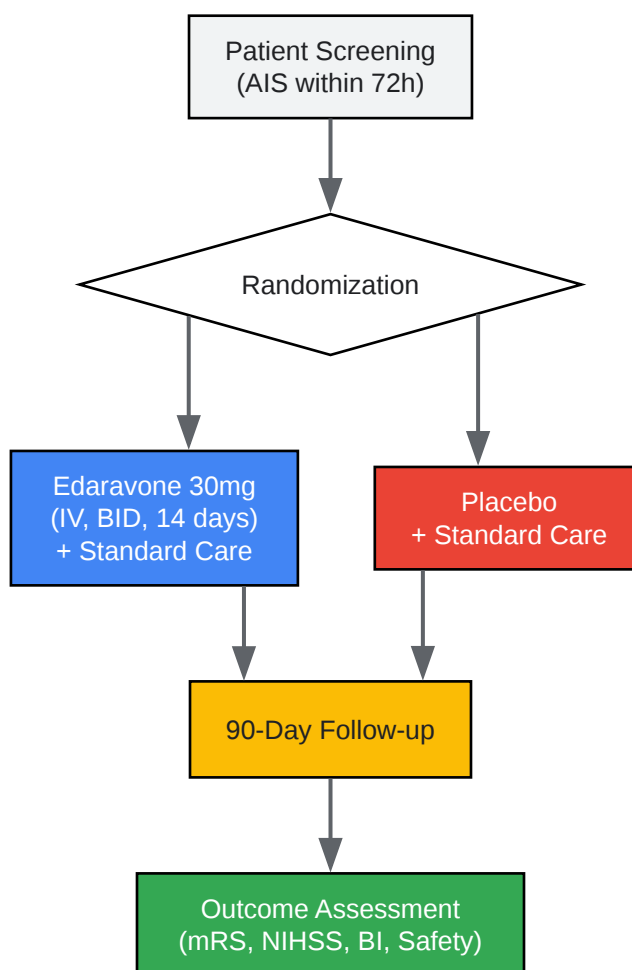 Patient Screening
(AIS within 72h)
Randomization
Edaravone 30mg
(IV, BID, 14 days)
+ Standard Care
Placebo
+ Standard Care
90-Day Follow-up
Outcome Assessment
(mRS, NIHSS, BI, Safety)